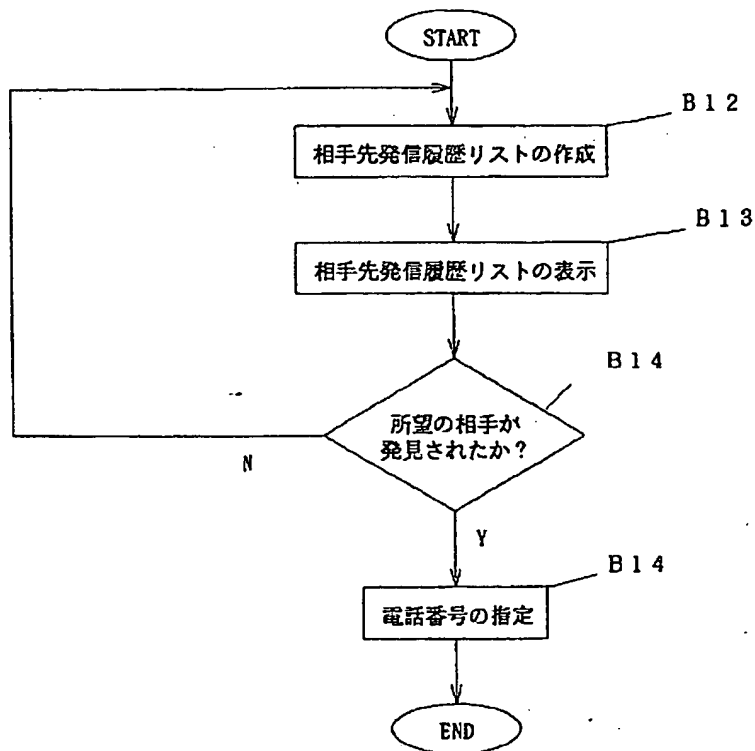 START
B12
相手先発信履歴リストの作成
B13
相手先発信履歴リストの表示
B14
所望の相手が
発見されたか？
N
Y
B14
電話番号の指定
END